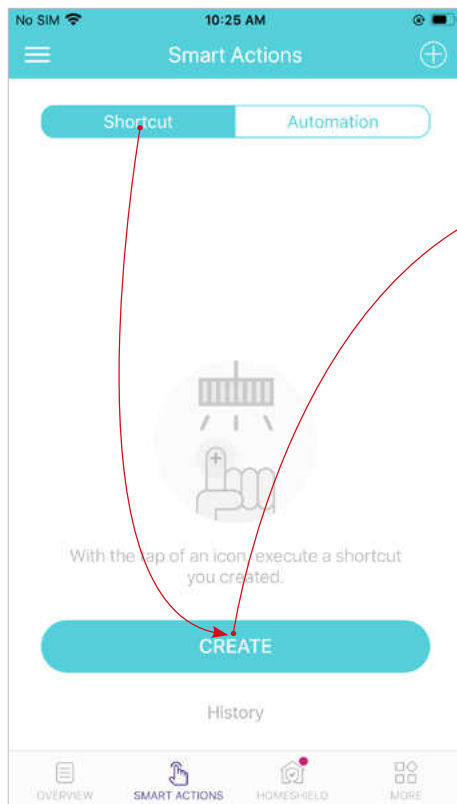 No SIM 10:25 AM
Smart Actions
Shortcut Automation
With the tap of an icon, execute a shortcut
you created.
CREATE
History
OVERVIEW SMART ACTIONS HOMESHIELD MORE